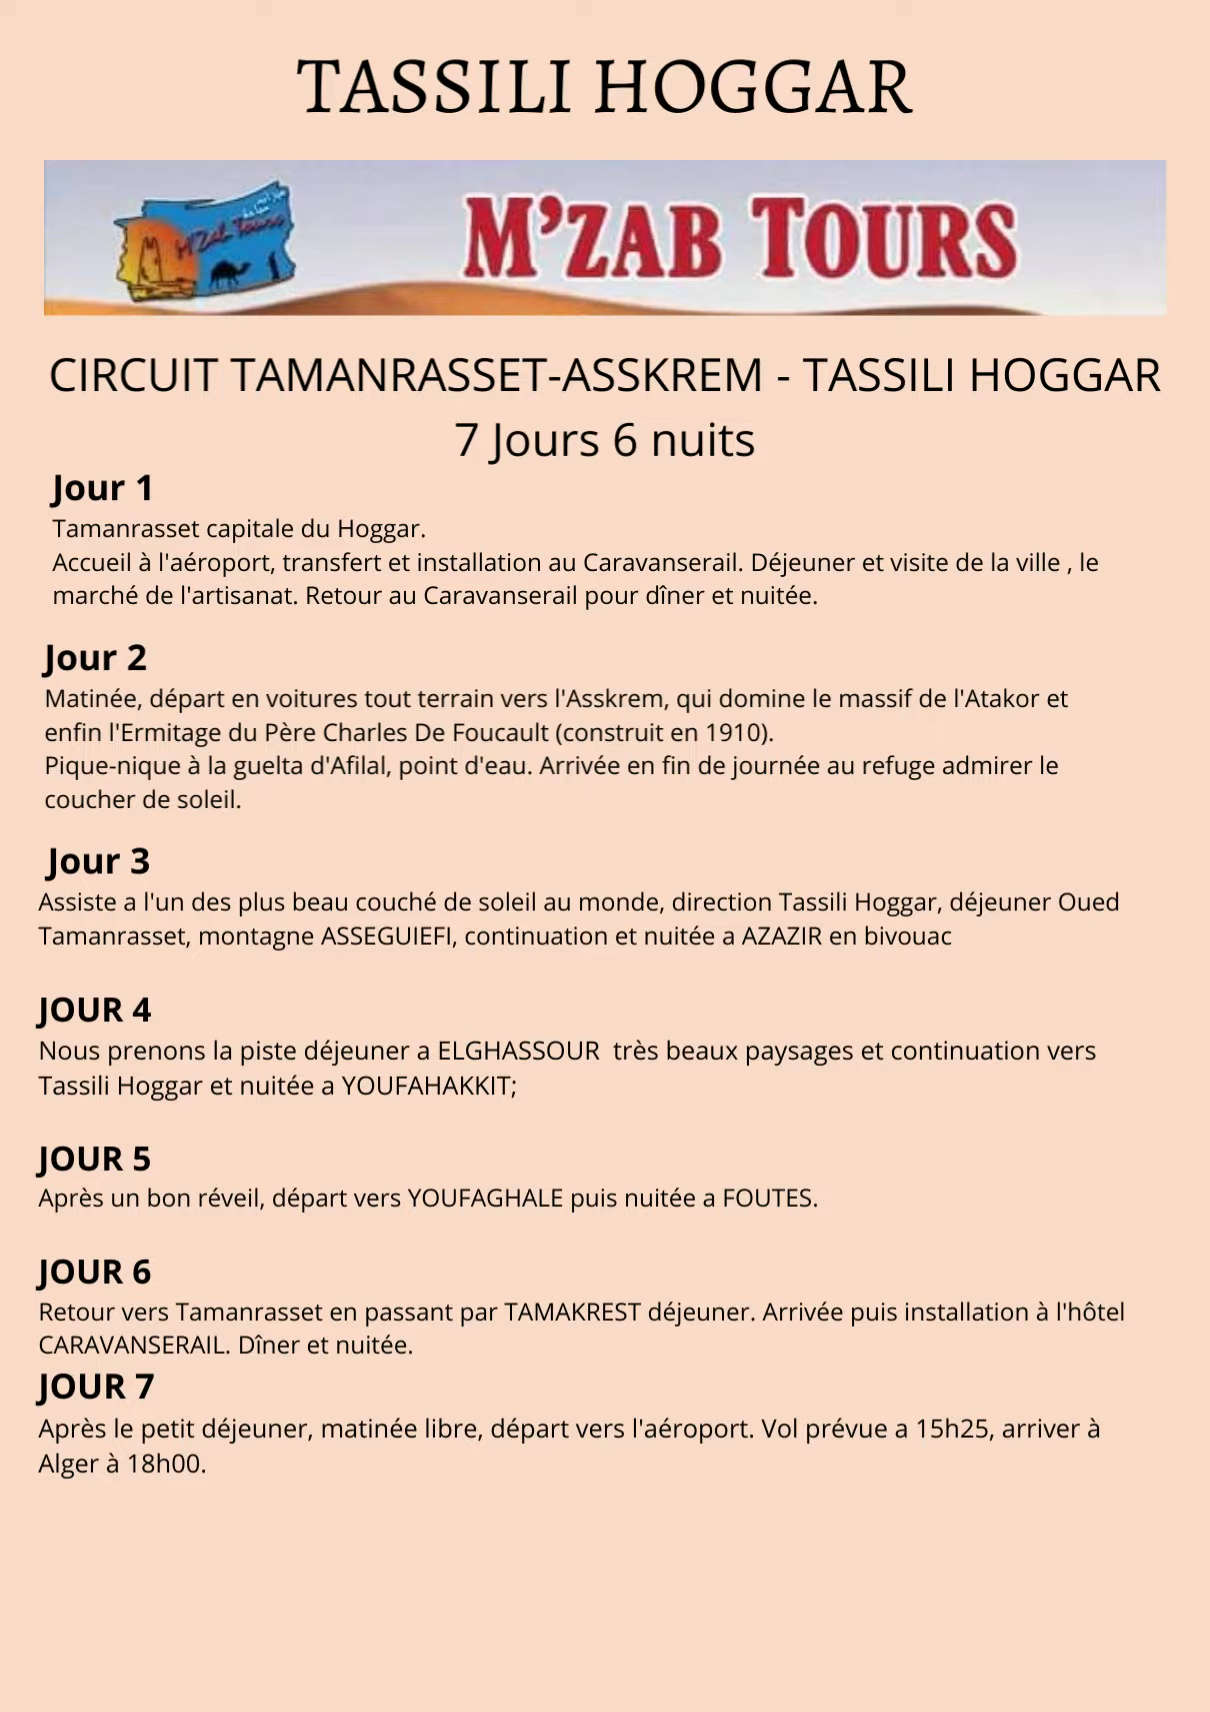 TASSILI HOGGAR
M'Zab Tours
M'ZAB TOURS
CIRCUIT TAMANRASSET-ASSKREM - TASSILI HOGGAR
7 Jours 6 nuits
Jour 1
Tamanrasset capitale du Hoggar.
Accueil à l'aéroport, transfert et installation au Caravanserail. Déjeuner et visite de la ville , le
marché de l'artisanat. Retour au Caravanserail pour dîner et nuitée.
Jour 2
Matinée, départ en voitures tout terrain vers l'Asskrem, qui domine le massif de l'Atakor et
enfin l'Ermitage du Père Charles De Foucault (construit en 1910).
Pique-nique à la guelta d'Afilal, point d'eau. Arrivée en fin de journée au refuge admirer le
coucher de soleil.
Jour 3
Assiste a l'un des plus beau couché de soleil au monde, direction Tassili Hoggar, déjeuner Oued
Tamanrasset, montagne ASSEGUIEFI, continuation et nuitée a AZAZIR en bivouac
JOUR 4
Nous prenons la piste déjeuner a ELGHASSOUR  très beaux paysages et continuation vers
Tassili Hoggar et nuitée a YOUFAHAKKIT;
JOUR 5
Après un bon réveil, départ vers YOUFAGHALE puis nuitée a FOUTES.
JOUR 6
Retour vers Tamanrasset en passant par TAMAKREST déjeuner. Arrivée puis installation à l'hôtel
CARAVANSERAIL. Dîner et nuitée.
JOUR 7
Après le petit déjeuner, matinée libre, départ vers l'aéroport. Vol prévue a 15h25, arriver à
Alger à 18h00.